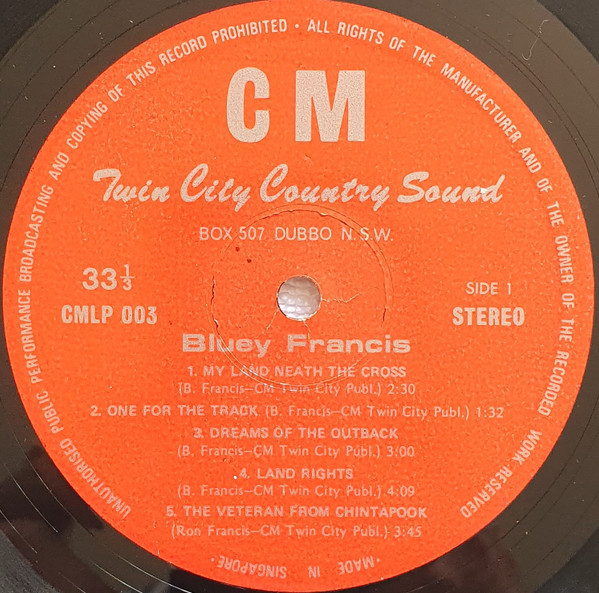 UNAUTHORISED PUBLIC PERFORMANCE BROADCASTING AND COPYING OF THIS RECORD PROHIBITED • ALL RIGHTS OF THE MANUFACTURER AND OF THE OWNER OF THE RECORDED WORK RESERVED
CM
Twin City Country Sound
BOX 507 DUBBO N.S.W.
33 1/3
SIDE 1
CMLP 003
STEREO
Bluey Francis
1. MY LAND NEATH THE CROSS
(B. Francis—CM Twin City Publ.) 2:30
2. ONE FOR THE TRACK (B. Francis—CM Twin City Publ.) 1:32
3. DREAMS OF THE OUTBACK
(B. Francis—CM Twin City Publ.) 3:00
4. LAND RIGHTS
(B. Francis—CM Twin City Publ.) 4:09
5. THE VETERAN FROM CHINTAPOOK
(Ron Francis—CM Twin City Publ.) 3:45
• MADE IN SINGAPORE •